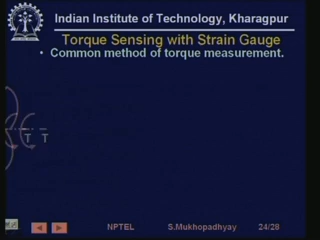 Indian Institute of Technology, Kharagpur
Torque Sensing with Strain Gauge
• Common method of torque measurement.
T T
NPTEL S.Mukhopadhyay 24/28